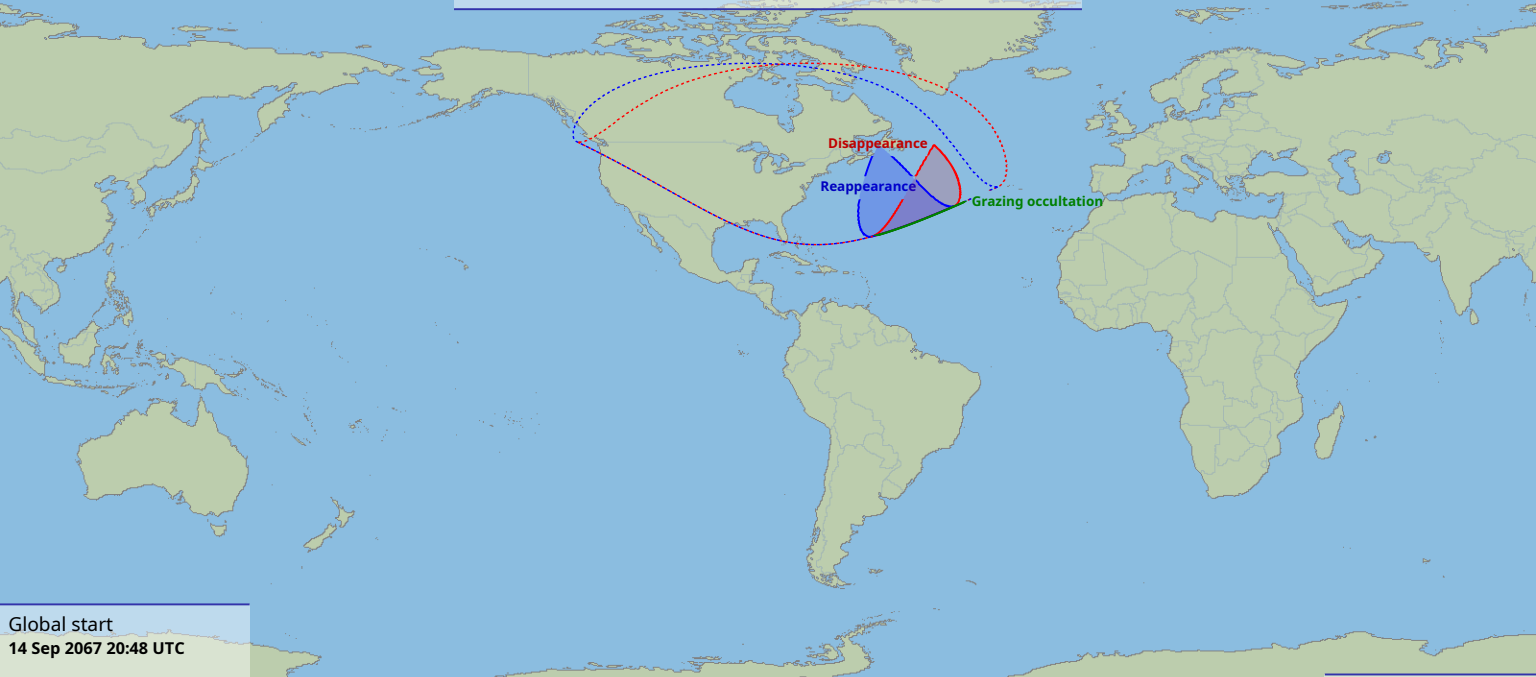 Disappearance
Reappearance
Grazing occultation
Global start
14 Sep 2067 20:48 UTC